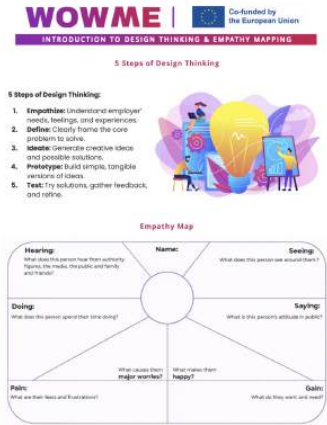 WOWME
Co-funded by
the European Union
INTRODUCTION TO DESIGN THINKING & EMPATHY MAPPING
5 Steps of Design Thinking
5 Steps of Design Thinking:
1. Empathize: Understand employer'
needs, feelings, and experiences.
2. Define: Clearly frame the core
problem to solve.
3. Ideate: Generate creative ideas
and possible solutions.
4. Prototype: Build simple, tangible
versions of ideas.
5. Test: Try solutions, gather feedback,
and refine.
Empathy Map
Hearing:
What does this person hear from authority
figures, the media, the public and family
and friends?
Name:
Seeing:
What does this person see around them?
Doing:
What does this person spend their time doing?
Saying:
What is this person's attitude in public?
What causes them
major worries?
What makes them
happy?
Pain:
What are their fears and frustrations?
Gain:
What do they want and need?